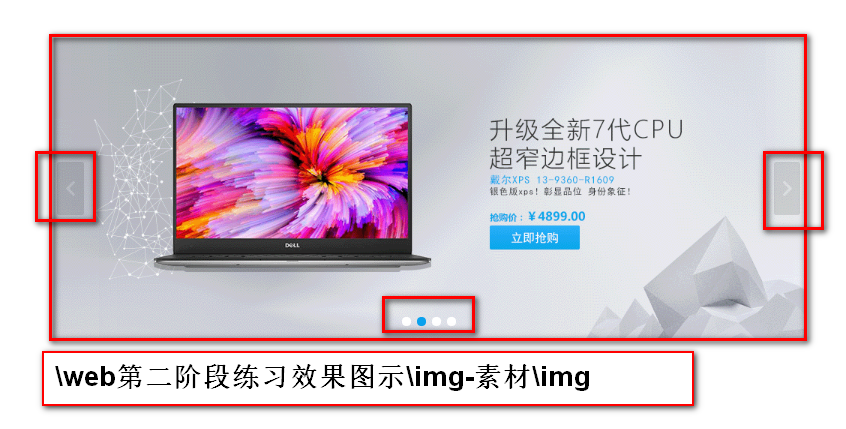 升级全新7代CPU
超窄边框设计
戴尔XPS 13-9360-R1609
银色版xps！彰显品位 身份象征！
抢购价：￥4899.00
立即抢购
DELL
\web第二阶段练习效果图示\img-素材\img